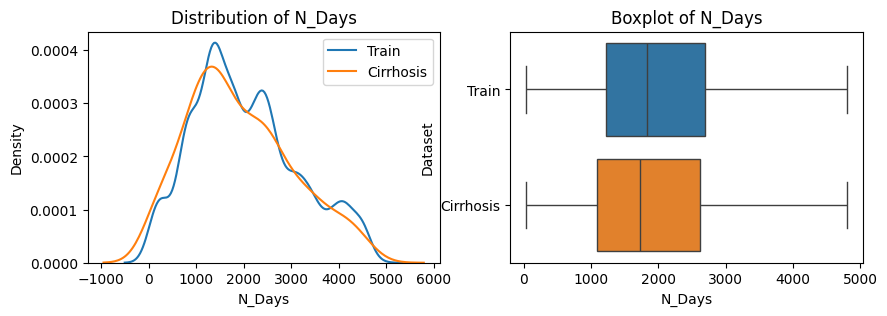 Distribution of N_Days
Density
0.0004
0.0003
0.0002
0.0001
0.0000
Train
Cirrhosis
−1000 0 1000 2000 3000 4000 5000 6000
N_Days
Boxplot of N_Days
Dataset
Train
Cirrhosis
0 1000 2000 3000 4000 5000
N_Days